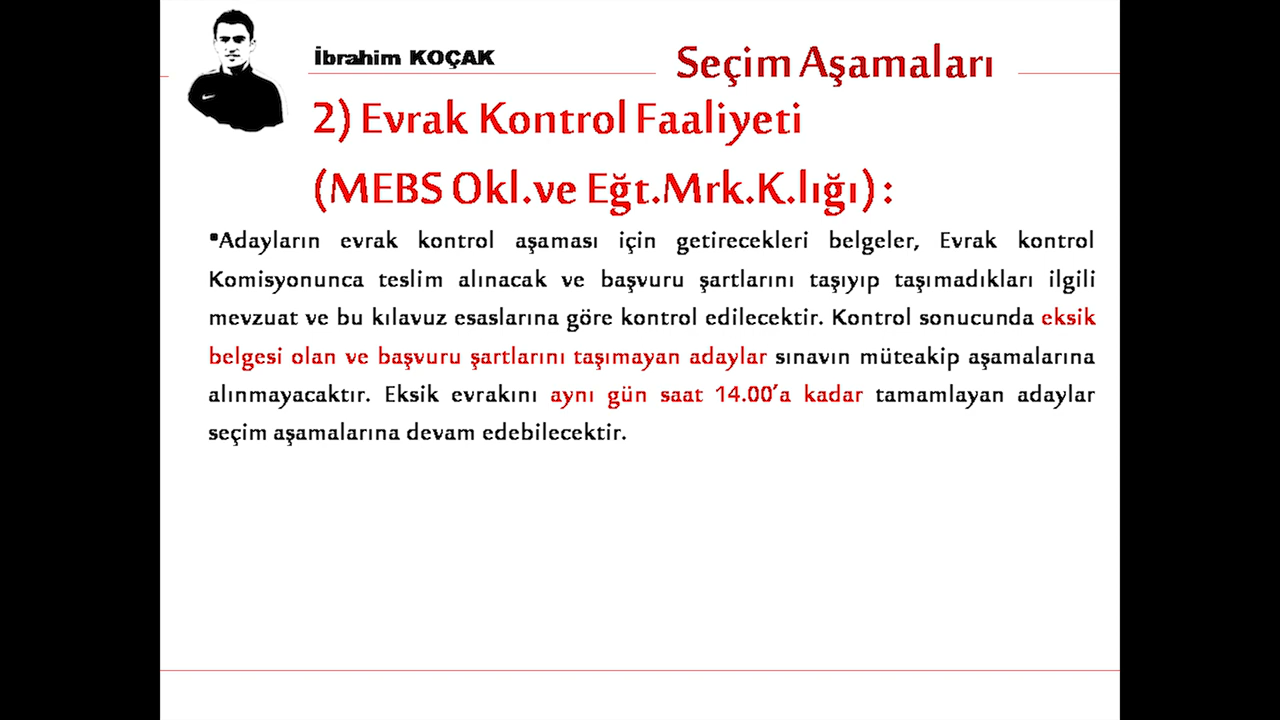 İbrahim KOÇAK
Seçim Aşamaları
2) Evrak Kontrol Faaliyeti
(MEBS Okl.ve Eğt.Mrk.K.lığı) :
▪Adayların evrak kontrol aşaması için getirecekleri belgeler, Evrak kontrol
Komisyonunca teslim alınacak ve başvuru şartlarını taşıyıp taşımadıkları ilgili
mevzuat ve bu kılavuz esaslarına göre kontrol edilecektir. Kontrol sonucunda eksik
belgesi olan ve başvuru şartlarını taşımayan adaylar sınavın müteakip aşamalarına
alınmayacaktır. Eksik evrakını aynı gün saat 14.00’a kadar tamamlayan adaylar
seçim aşamalarına devam edebilecektir.